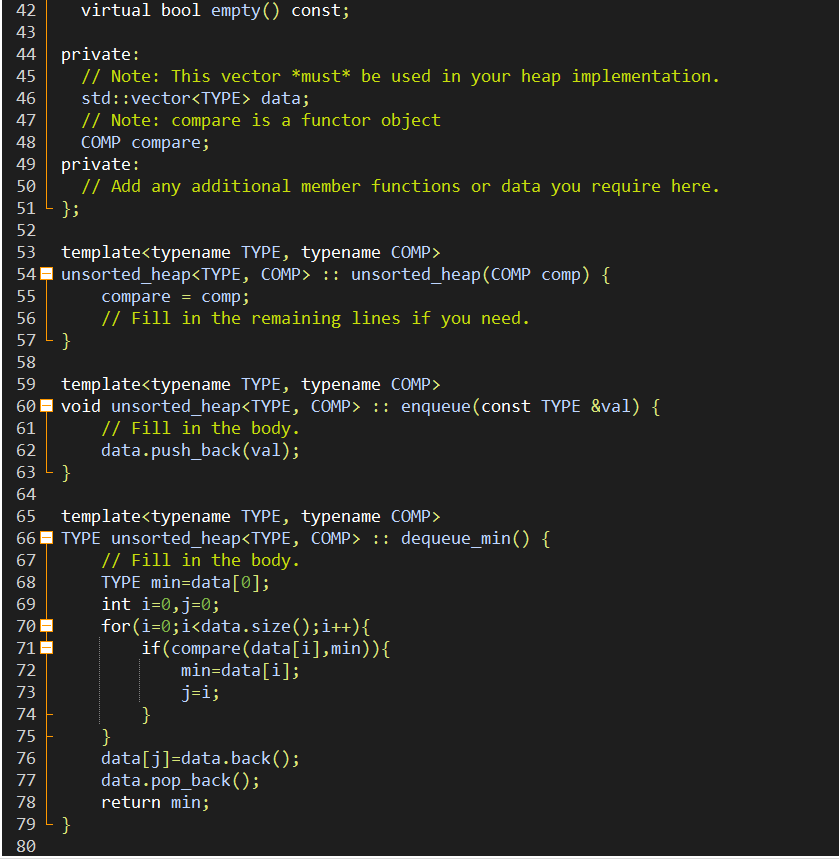 42 virtual bool empty() const;
43
44 private:
45 // Note: This vector *must* be used in your heap implementation.
46 std::vector<TYPE> data;
47 // Note: compare is a functor object
48 COMP compare;
49 private:
50 // Add any additional member functions or data you require here.
51 };
52
53 template<typename TYPE, typename COMP>
54 unsorted_heap<TYPE, COMP> :: unsorted_heap(COMP comp) {
55 compare = comp;
56 // Fill in the remaining lines if you need.
57 }
58
59 template<typename TYPE, typename COMP>
60 void unsorted_heap<TYPE, COMP> :: enqueue(const TYPE &val) {
61 // Fill in the body.
62 data.push_back(val);
63 }
64
65 template<typename TYPE, typename COMP>
66 TYPE unsorted_heap<TYPE, COMP> :: dequeue_min() {
67 // Fill in the body.
68 TYPE min=data[0];
69 int i=0,j=0;
70 for(i=0;i<data.size();i++){
71 if(compare(data[i],min)){
72 min=data[i];
73 j=i;
74 }
75 }
76 data[j]=data.back();
77 data.pop_back();
78 return min;
79 }
80